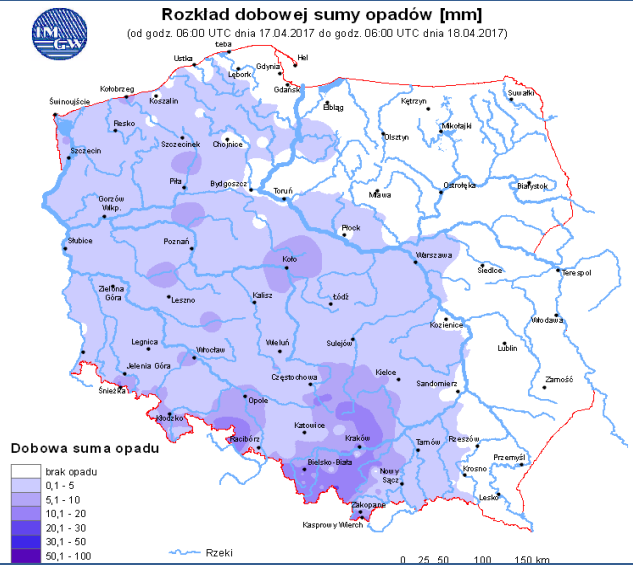 IM
GW
Rozkład dobowej sumy opadów [mm]
(od godz. 06:00 UTC dnia 17.04.2017 do godz. 06:00 UTC dnia 18.04.2017)
Łeba
Hel
Ustka
Gdynia
Lębork
Gdańsk
Suwałki
Kołobrzeg
Koszalin
Świnoujście
Elbląg
Kętrzyn
Resko
Mikołajki
Szczecinek
Chojnice
Olsztyn
Szczecin
Piła
Bydgoszcz
Toruń
Mława
Ostrołęka
Białystok
Gorzów
Wlkp.
Płock
Słubice
Poznań
Koło
Warszawa
Siedlce
Terespol
Zielona
Góra
Leszno
Kalisz
Łódź
Kozienice
Włodawa
Legnica
Wrocław
Wieluń
Sulejów
Lublin
Jelenia Góra
Częstochowa
Kielce
Sandomierz
Zamość
Śnieżka
Opole
Kłodzko
Racibórz
Katowice
Kraków
Tarnów
Rzeszów
Przemyśl
Bielsko-Biała
Nowy
Sącz
Krosno
Lesko
Zakopane
Kasprowy Wierch
Dobowa suma opadu
brak opadu
0,1 - 5
5,1 - 10
10,1 - 20
20,1 - 30
30,1 - 50
50,1 - 100
Rzeki
0 25 50 100 150 km